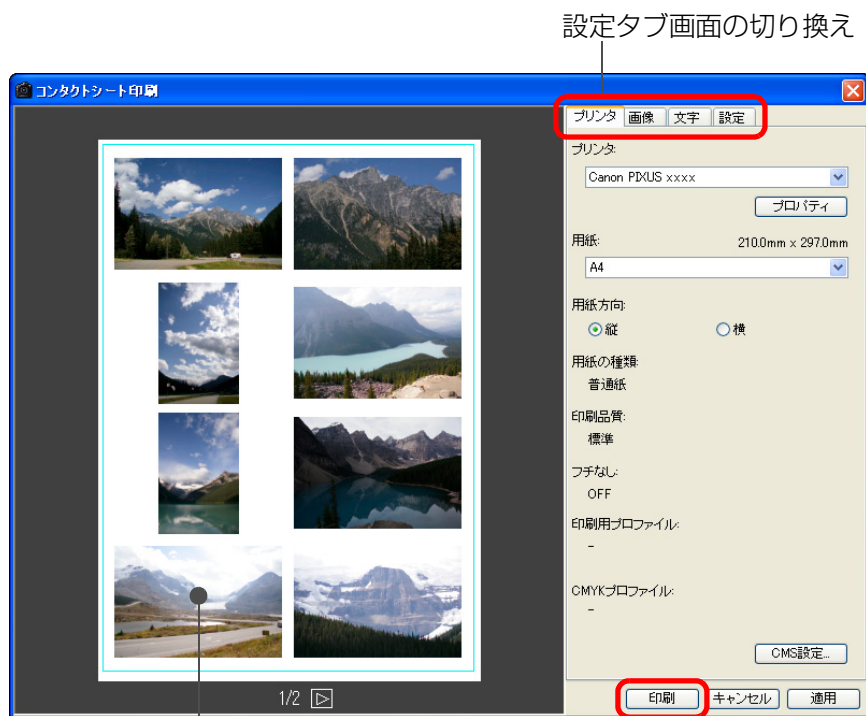 設定タブ画面の切り換え
コンタクトシート印刷
プリンタ 画像 文字 設定
プリンタ:
Canon PIXUS xxxx
プロパティ
用紙: 210.0mm x 297.0mm
A4
用紙方向:
縦 横
用紙の種類:
普通紙
印刷品質:
標準
フチなし:
OFF
印刷用プロファイル:
-
CMYKプロファイル:
-
CMS設定...
1/2
印刷 キャンセル 適用